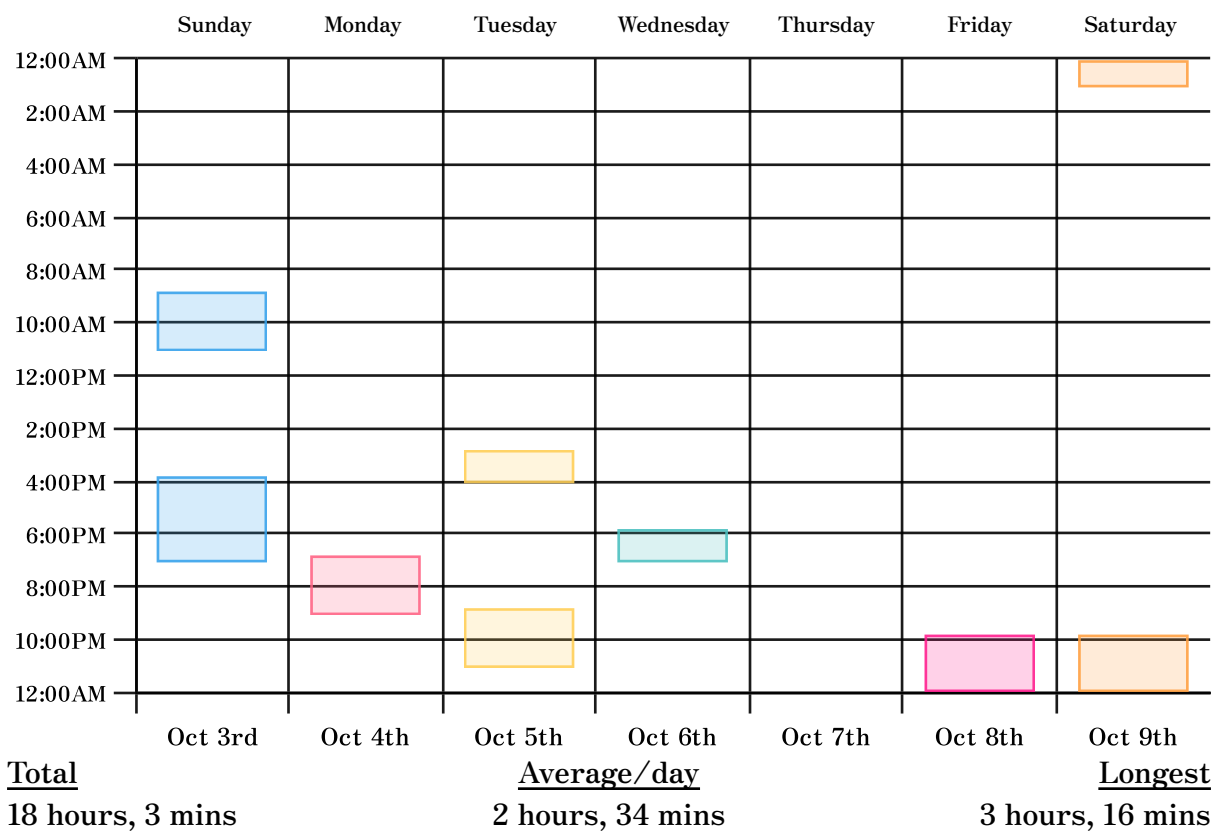 Sunday Monday Tuesday Wednesday Thursday Friday Saturday
12:00AM
2:00AM
4:00AM
6:00AM
8:00AM
10:00AM
12:00PM
2:00PM
4:00PM
6:00PM
8:00PM
10:00PM
12:00AM
Oct 3rd Oct 4th Oct 5th Oct 6th Oct 7th Oct 8th Oct 9th
Total Average/day Longest
18 hours, 3 mins 2 hours, 34 mins 3 hours, 16 mins